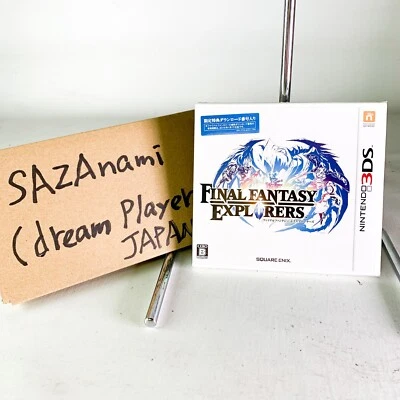 SAZAnami
(dream Player
JAPAN
FINAL FANTASY
EXPLORERS
SQUARE ENIX
NINTENDO 3DS
B